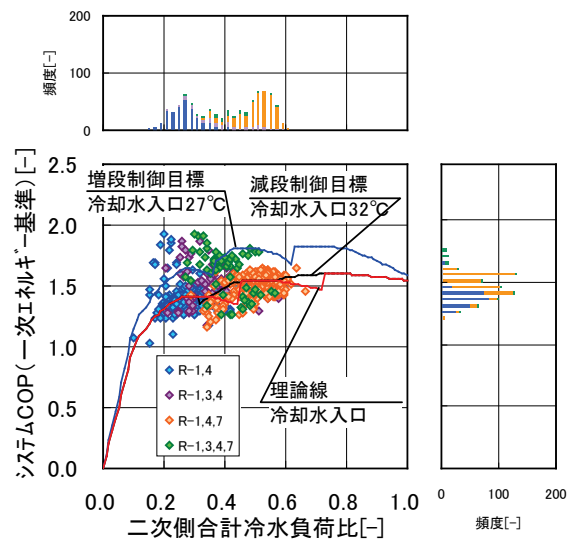 200
100
0
頻度[-]
システムCOP(一次エネルギー基準)[-]
2.5
2.0
1.5
1.0
0.5
0.0
増段制御目標
冷却水入口27℃
減段制御目標
冷却水入口32℃
理論線
冷却水入口
R-1,4
R-1,3,4
R-1,4,7
R-1,3,4,7
0.0 0.2 0.4 0.6 0.8 1.0
二次側合計冷水負荷比[-]
0 100 200
頻度[-]